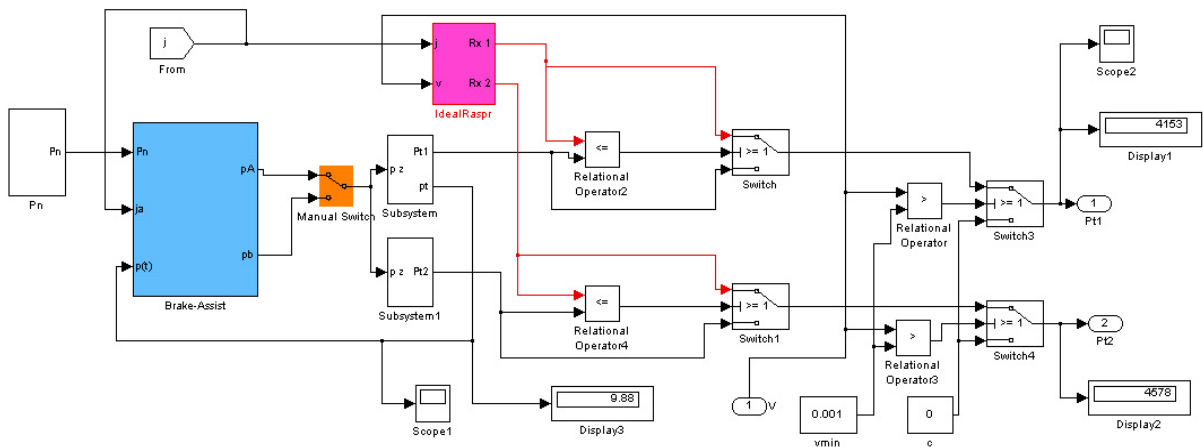 j
From
j
v
Rx 1
Rx 2
IdealRaspr
Scope2
4153
Display1
Pn
Pn
Pn
ja
p(t)
pA
pb
Brake-Assist
Manual Switch
p z
Pt1
pt
Subsystem
p z
Pt2
Subsystem1
<=
Relational
Operator2
>= 1
Switch
<=
Relational
Operator4
>= 1
Switch1
>
Relational
Operator
>= 1
Switch3
1
Pt1
>
Relational
Operator3
>= 1
Switch4
2
Pt2
Scope1
9.88
Display3
1
V
0.001
vmin
0
c
4578
Display2